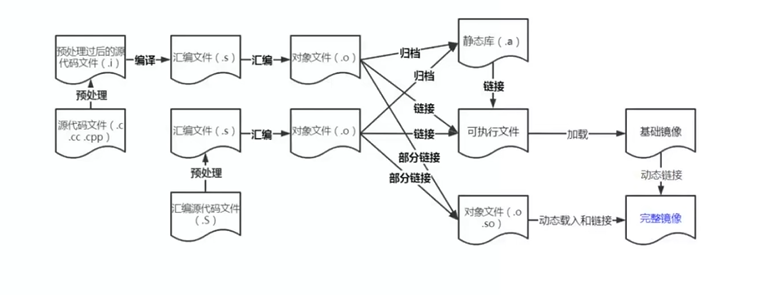 预处理过后的源
代码文件（.i）
编译
汇编文件（.s）
汇编
对象文件（.o）
归档
静态库（.a）
预处理
归档
链接
链接
源代码文件（.c
.cc .cpp）
汇编文件（.s）
汇编
对象文件（.o）
链接
可执行文件
加载
基础镜像
预处理
部分链接
动态链接
部分链接
汇编源代码文件
（.S）
对象文件（.o
.so）
动态载入和链接
完整镜像